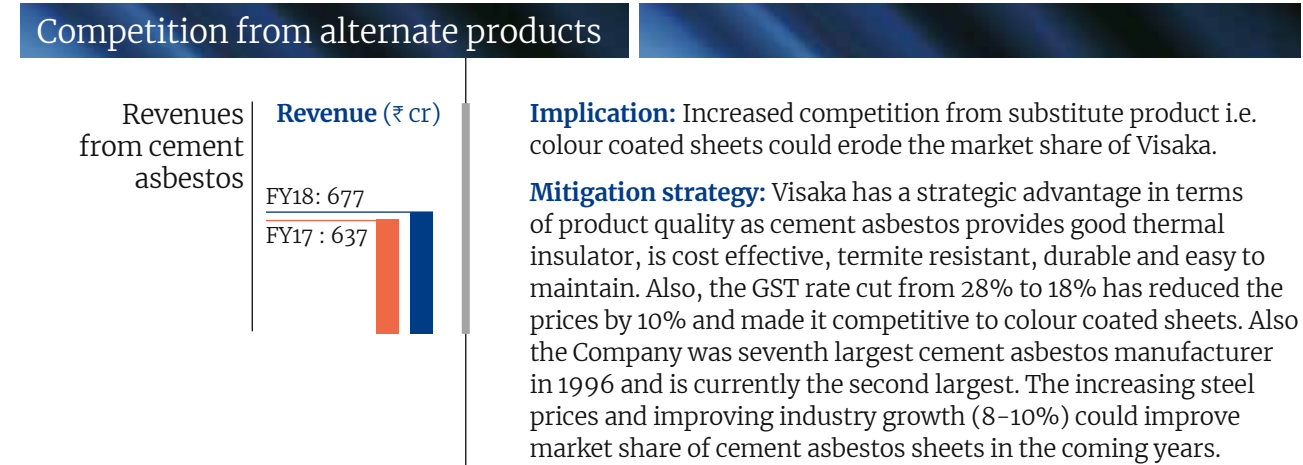 Competition from alternate products
Revenues
from cement
asbestos
Revenue (₹ cr)
FY18: 677
FY17 : 637
Implication: Increased competition from substitute product i.e.
colour coated sheets could erode the market share of Visaka.
Mitigation strategy: Visaka has a strategic advantage in terms
of product quality as cement asbestos provides good thermal
insulator, is cost effective, termite resistant, durable and easy to
maintain. Also, the GST rate cut from 28% to 18% has reduced the
prices by 10% and made it competitive to colour coated sheets. Also
the Company was seventh largest cement asbestos manufacturer
in 1996 and is currently the second largest. The increasing steel
prices and improving industry growth (8-10%) could improve
market share of cement asbestos sheets in the coming years.